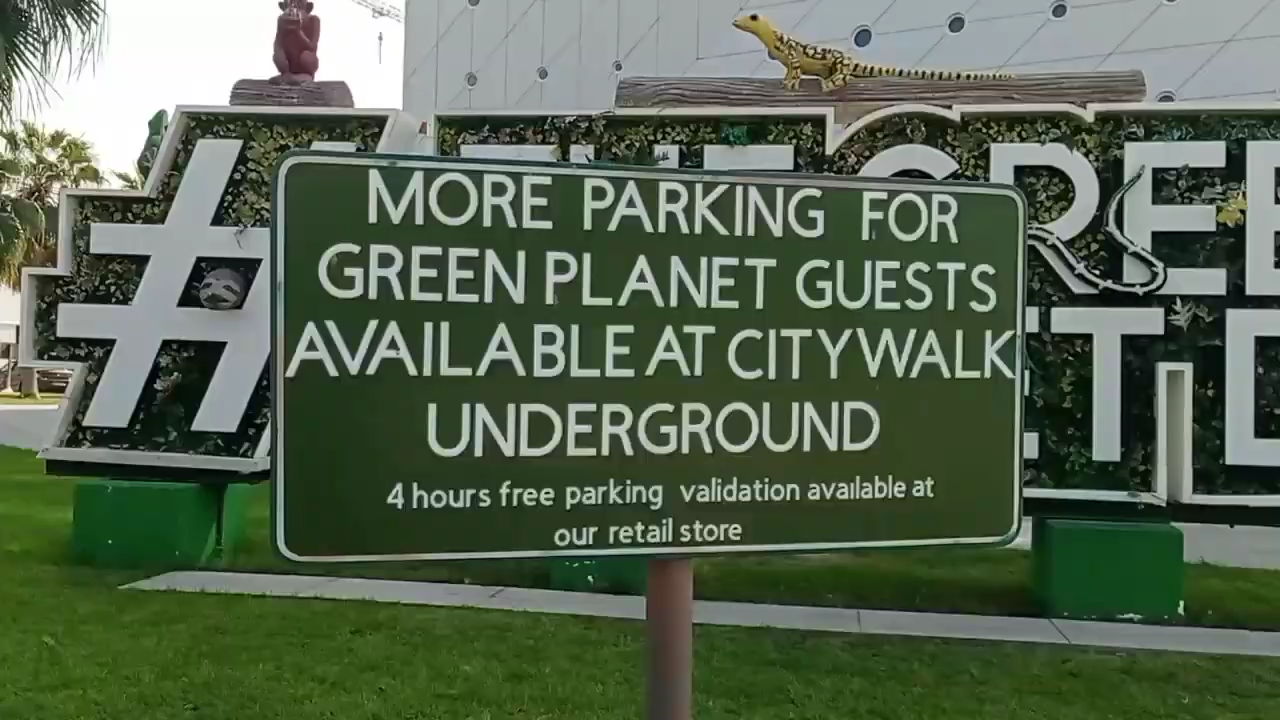 MORE PARKING FOR
GREEN PLANET GUESTS
AVAILABLE AT CITYWALK
UNDERGROUND
4 hours free parking validation available at
our retail store
#